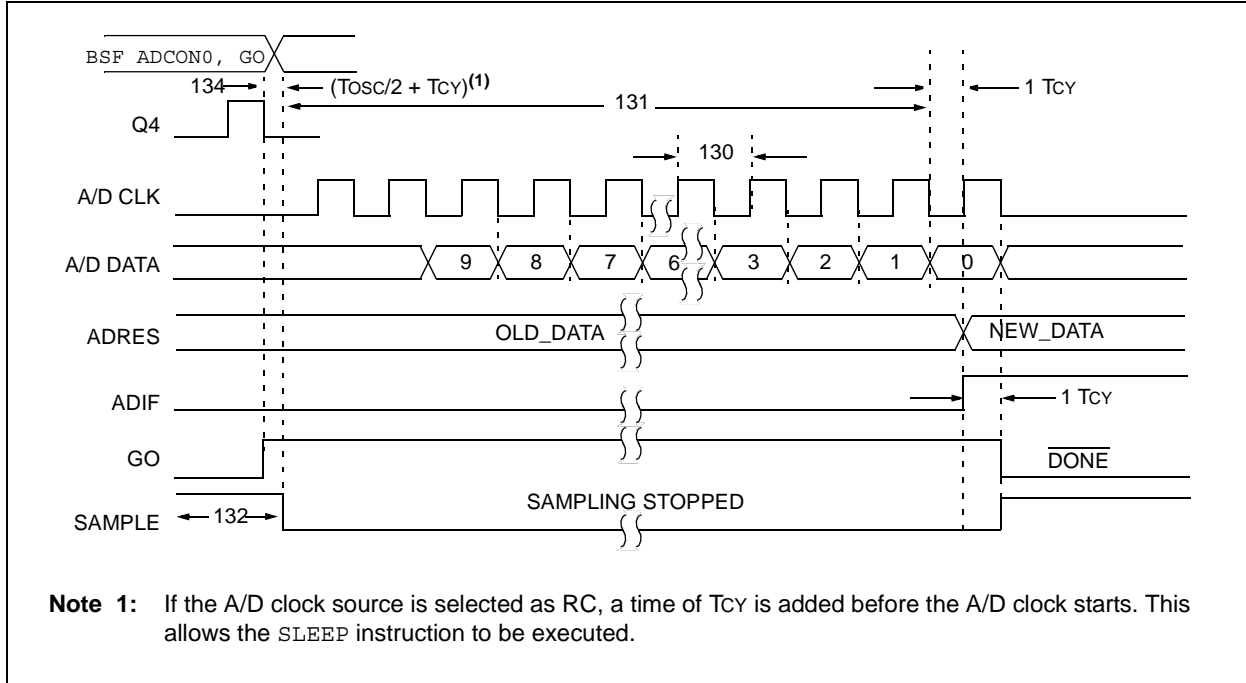 BSF ADCON0, GO
134
(TOSC/2 + TCY)(1)
131
1 TCY
Q4
130
A/D CLK
A/D DATA
9 8 7 6 3 2 1 0
ADRES
OLD_DATA
NEW_DATA
ADIF
1 TCY
GO
DONE
SAMPLE
132
SAMPLING STOPPED
Note 1: If the A/D clock source is selected as RC, a time of TCY is added before the A/D clock starts. This
allows the SLEEP instruction to be executed.